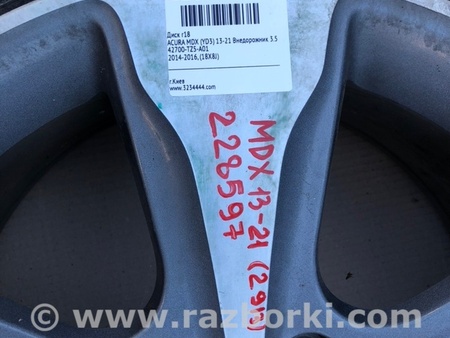 Диск r18
ACURA MDX (YD3) 13-21 Внедорожник 3.5
42700-TZ5-A01
2014-2016, (18X8J)
г.Киев
www.3234444.com
MDX 13-21 (2 
228597
© www.razborki.com